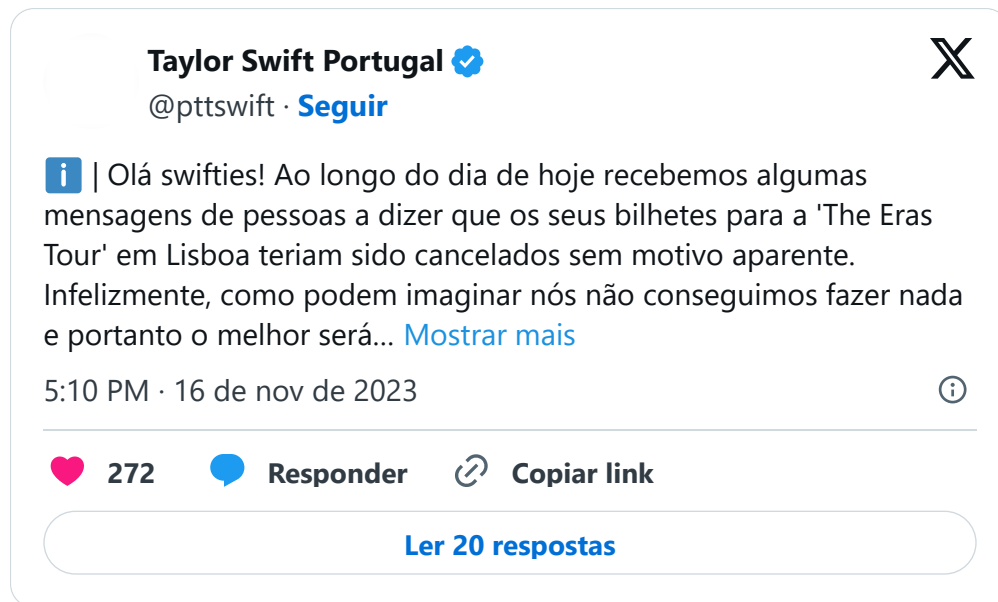 Taylor Swift Portugal
@pttswift · Seguir
ℹ️ | Olá swifties! Ao longo do dia de hoje recebemos algumas
mensagens de pessoas a dizer que os seus bilhetes para a 'The Eras
Tour' em Lisboa teriam sido cancelados sem motivo aparente.
Infelizmente, como podem imaginar nós não conseguimos fazer nada
e portanto o melhor será... Mostrar mais
5:10 PM · 16 de nov de 2023
272 Responder Copiar link
Ler 20 respostas